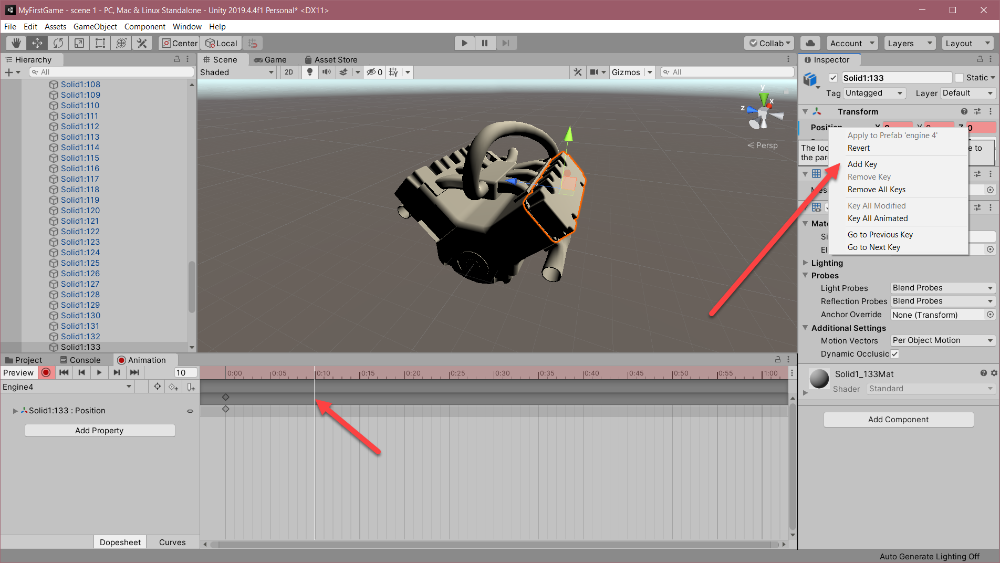 MyFirstGame - scene 1 - PC, Mac & Linux Standalone - Unity 2019.4.4f1 Personal* <DX11>
File Edit Assets GameObject Component Window Help
Center Local Collab Account Layers Layout
Hierarchy
All
Solid1:108
Solid1:109
Solid1:110
Solid1:111
Solid1:112
Solid1:113
Solid1:114
Solid1:115
Solid1:116
Solid1:117
Solid1:118
Solid1:119
Solid1:120
Solid1:121
Solid1:122
Solid1:123
Solid1:124
Solid1:125
Solid1:126
Solid1:127
Solid1:128
Solid1:129
Solid1:130
Solid1:131
Solid1:132
Solid1:133
Scene Game Asset Store
Shaded 2D 0 Gizmos All
y
x
z
Persp
Inspector
Solid1:133 Static
Tag Untagged Layer Default
Transform
Position X 0 Y 0 Z 0
Apply to Prefab 'engine 4'
Revert
Add Key
Remove Key
Remove All Keys
Key All Modified
Key All Animated
Go to Previous Key
Go to Next Key
The loc e to
the par
Mesh
Mate
Si
El
Lighting
Probes
Light Probes Blend Probes
Reflection Probes Blend Probes
Anchor Override None (Transform)
Additional Settings
Motion Vectors Per Object Motion
Dynamic Occlusic
Solid1_133Mat
Shader Standard
Add Component
Project Console Animation
Preview 10
0:00 0:05 0:10 0:15 0:20 0:25 0:30 0:35 0:40 0:45 0:50 0:55 1:00
Engine4
Solid1:133 : Position
Add Property
Dopesheet Curves
Auto Generate Lighting Off